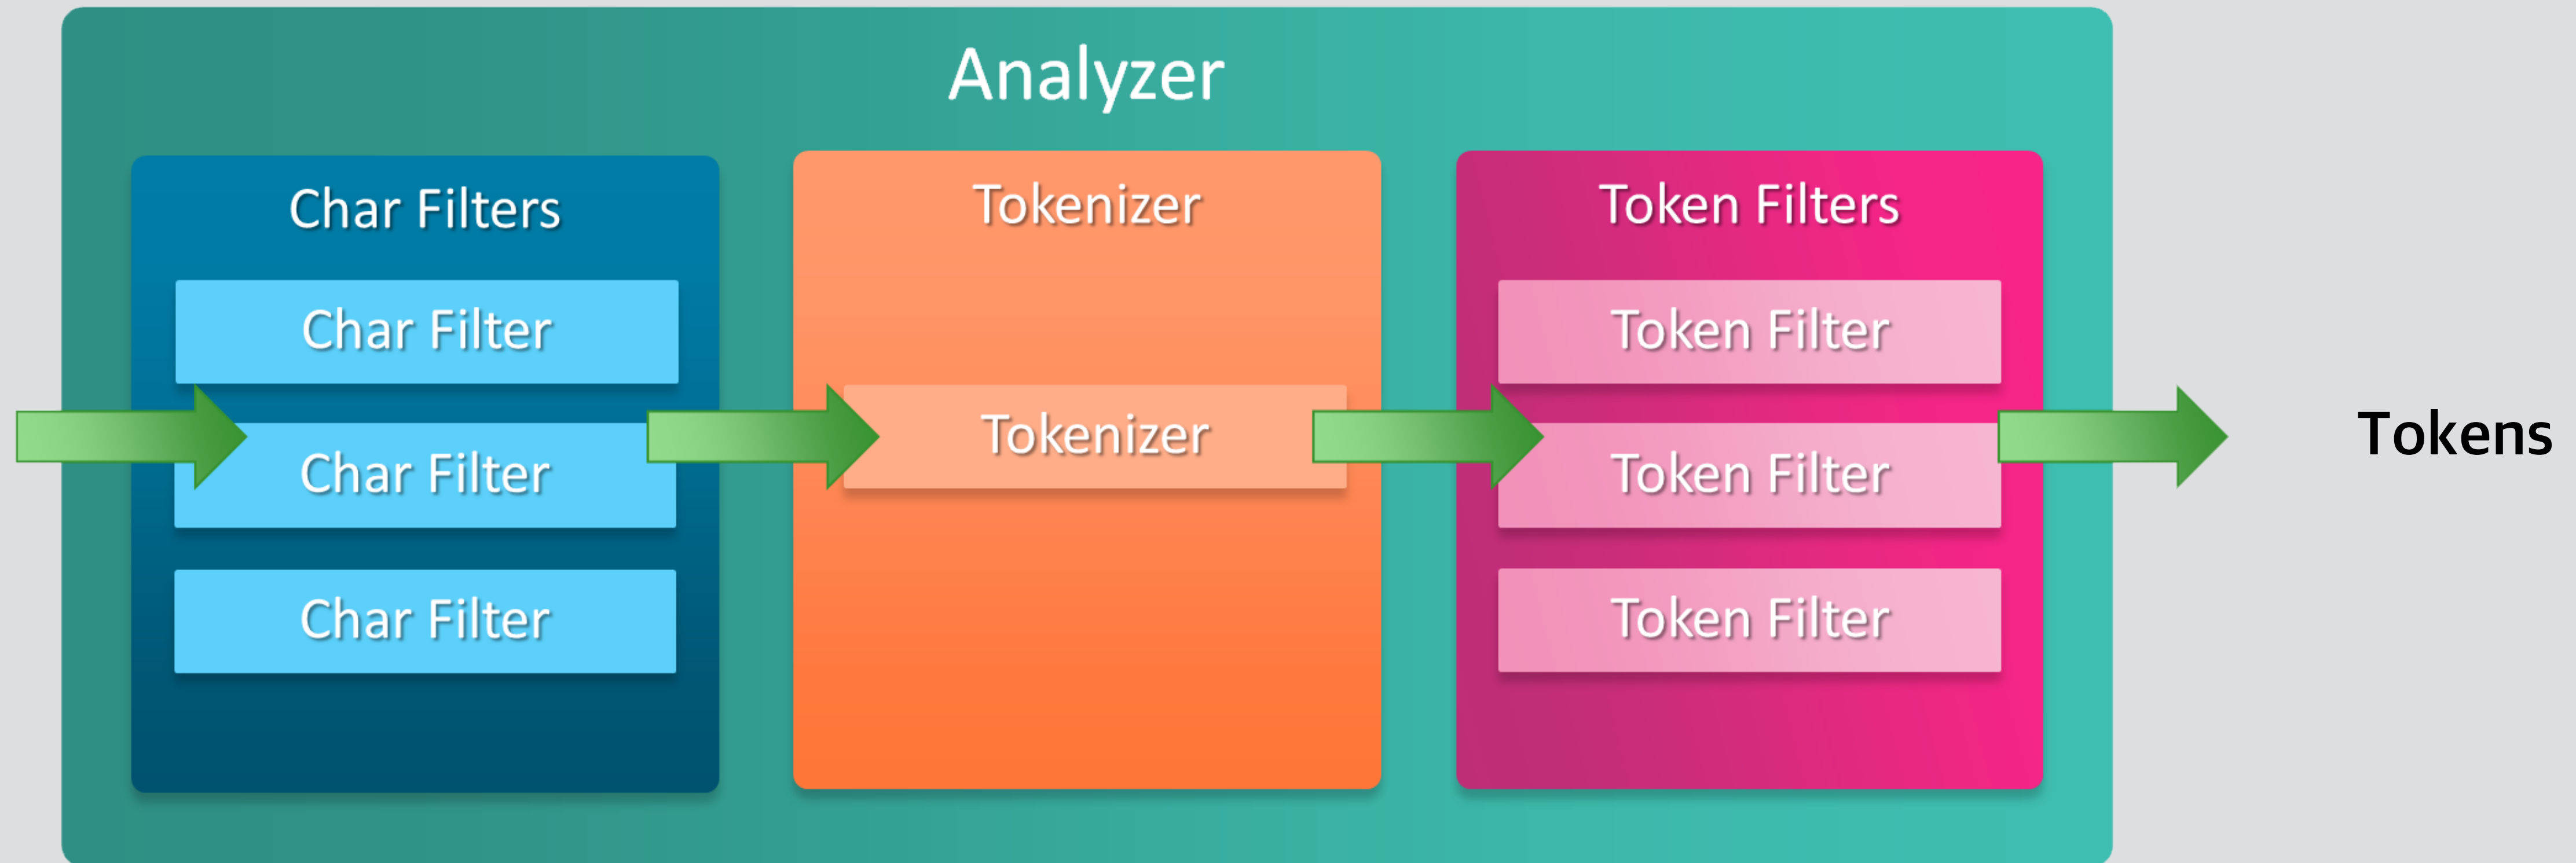 Analyzer
Char Filters
Char Filter
Char Filter
Char Filter
Tokenizer
Tokenizer
Token Filters
Token Filter
Token Filter
Token Filter
Tokens